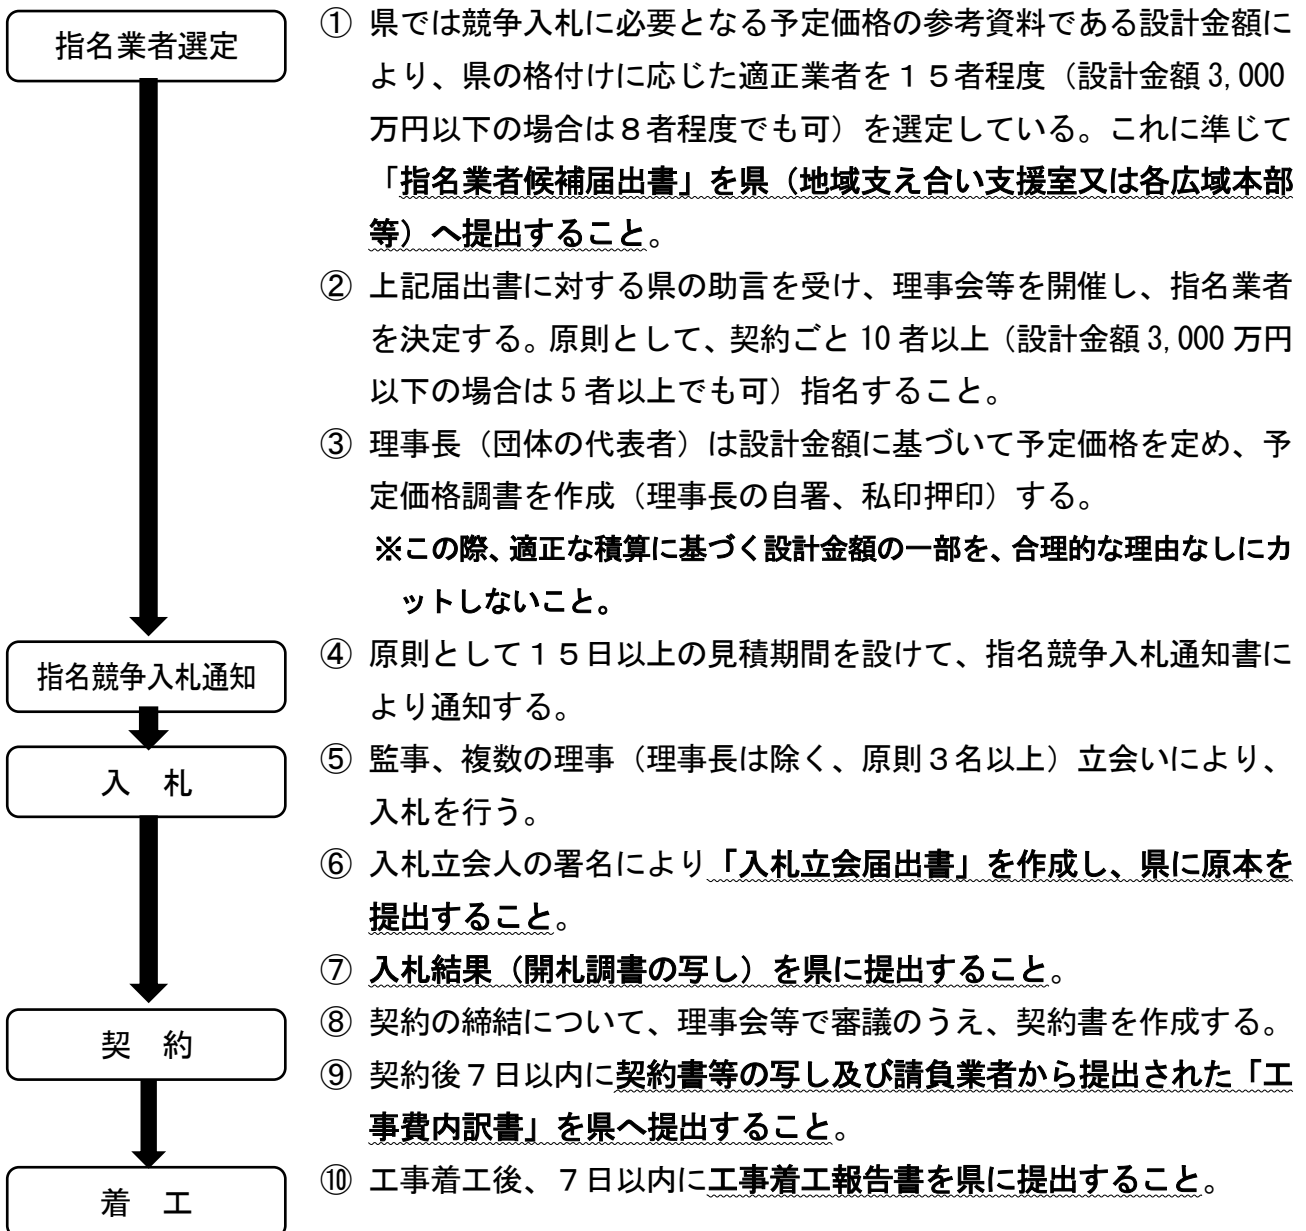 指名業者選定
① 県では競争入札に必要となる予定価格の参考資料である設計金額に
より、県の格付けに応じた適正業者を１５者程度（設計金額 3,000
万円以下の場合は８者程度でも可）を選定している。これに準じて
「指名業者候補届出書」を県（地域支え合い支援室又は各広域本部
等）へ提出すること。
② 上記届出書に対する県の助言を受け、理事会等を開催し、指名業者
を決定する。原則として、契約ごと 10 者以上（設計金額 3,000 万円
以下の場合は 5 者以上でも可）指名すること。
③ 理事長（団体の代表者）は設計金額に基づいて予定価格を定め、予
定価格調書を作成（理事長の自署、私印押印）する。
※この際、適正な積算に基づく設計金額の一部を、合理的な理由なしにカ
ットしないこと。
指名競争入札通知
④ 原則として１５日以上の見積期間を設けて、指名競争入札通知書に
より通知する。
入　札
⑤ 監事、複数の理事（理事長は除く、原則３名以上）立会いにより、
入札を行う。
⑥ 入札立会人の署名により「入札立会届出書」を作成し、県に原本を
提出すること。
⑦ 入札結果（開札調書の写し）を県に提出すること。
契　約
⑧ 契約の締結について、理事会等で審議のうえ、契約書を作成する。
⑨ 契約後７日以内に契約書等の写し及び請負業者から提出された「工
事費内訳書」を県へ提出すること。
着　工
⑩ 工事着工後、７日以内に工事着工報告書を県に提出すること。